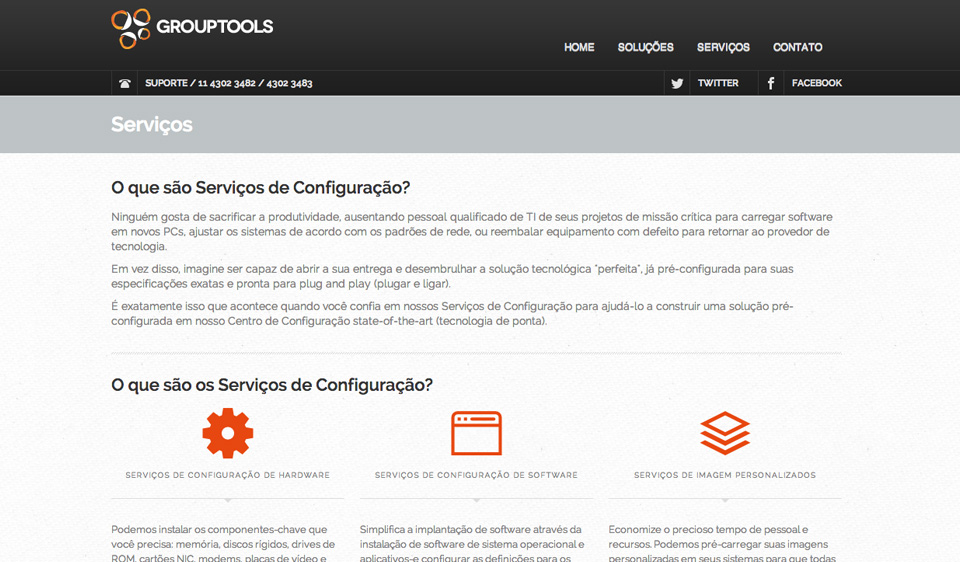 GROUPTOOLS
HOME SOLUÇÕES SERVIÇOS CONTATO
SUPORTE / 11 4302 3482 / 4302 3483 TWITTER FACEBOOK
Serviços
O que são Serviços de Configuração?
Ninguém gosta de sacrificar a produtividade, ausentando pessoal qualificado de TI de seus projetos de missão crítica para carregar software
em novos PCs, ajustar os sistemas de acordo com os padrões de rede, ou reembalar equipamento com defeito para retornar ao provedor de
tecnologia.
Em vez disso, imagine ser capaz de abrir a sua entrega e desembrulhar a solução tecnológica "perfeita", já pré-configurada para suas
especificações exatas e pronta para plug and play (plugar e ligar).
É exatamente isso que acontece quando você confia em nossos Serviços de Configuração para ajudá-lo a construir uma solução pré-
configurada em nosso Centro de Configuração state-of-the-art (tecnologia de ponta).
O que são os Serviços de Configuração?
SERVIÇOS DE CONFIGURAÇÃO DE HARDWARE
Podemos instalar os componentes-chave que
você precisa: memória, discos rígidos, drives de
ROM, cartões NIC, modems, placas de vídeo e
SERVIÇOS DE CONFIGURAÇÃO DE SOFTWARE
Simplifica a implantação de software através da
instalação de software de sistema operacional e
aplicativos-e configurar as definições para os
SERVIÇOS DE IMAGEM PERSONALIZADOS
Economize o precioso tempo de pessoal e
recursos. Podemos pré-carregar suas imagens
personalizadas em seus sistemas para que todas